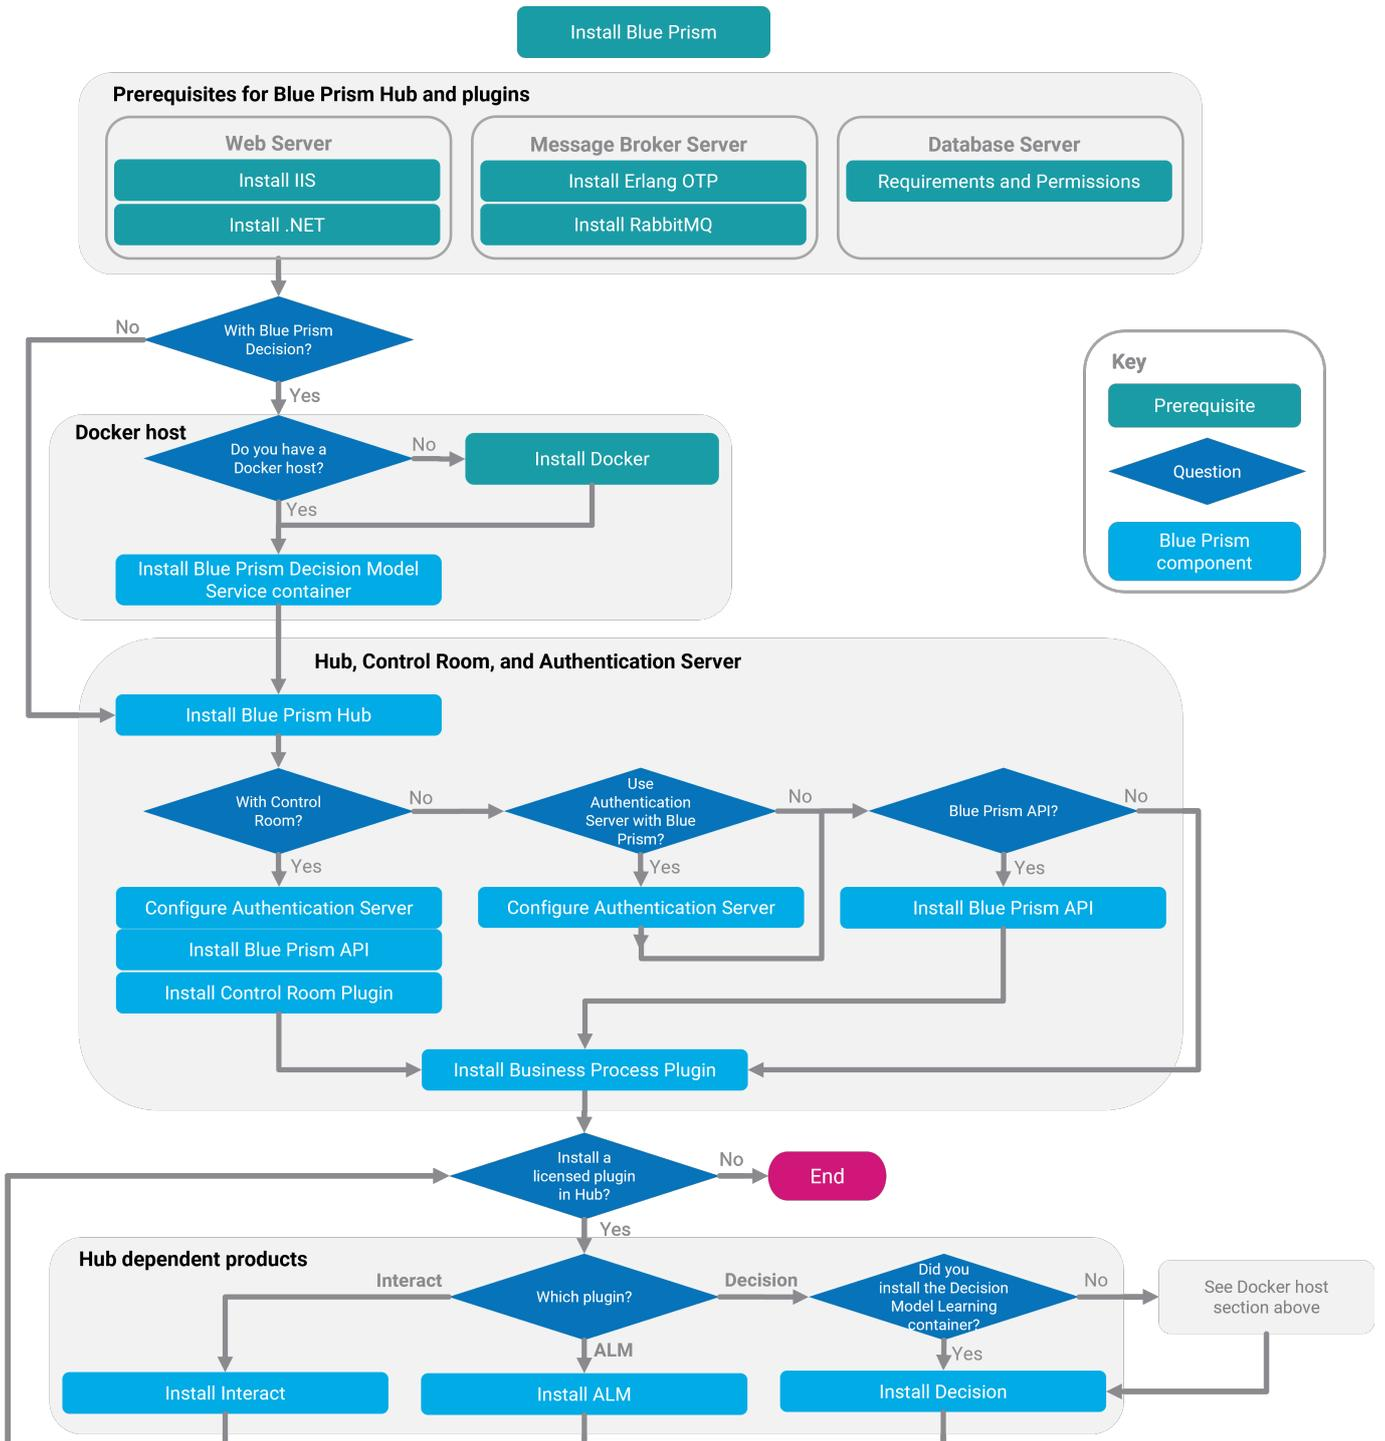 Install Blue Prism
Prerequisites for Blue Prism Hub and plugins
Web Server
Install IIS
Install .NET
Message Broker Server
Install Erlang OTP
Install RabbitMQ
Database Server
Requirements and Permissions
With Blue Prism
Decision?
No
Yes
Key
Prerequisite
Question
Blue Prism
component
Docker host
Do you have a
Docker host?
No
Install Docker
Yes
Install Blue Prism Decision Model
Service container
Hub, Control Room, and Authentication Server
Install Blue Prism Hub
With Control
Room?
No
Yes
Use
Authentication
Server with Blue
Prism?
No
Yes
Blue Prism API?
No
Yes
Configure Authentication Server
Install Blue Prism API
Install Control Room Plugin
Configure Authentication Server
Install Blue Prism API
Install Business Process Plugin
Install a
licensed plugin
in Hub?
No
End
Yes
Hub dependent products
Interact
Which plugin?
Decision
ALM
Did you
install the Decision
Model Learning
container?
No
Yes
See Docker host
section above
Install Interact
Install ALM
Install Decision